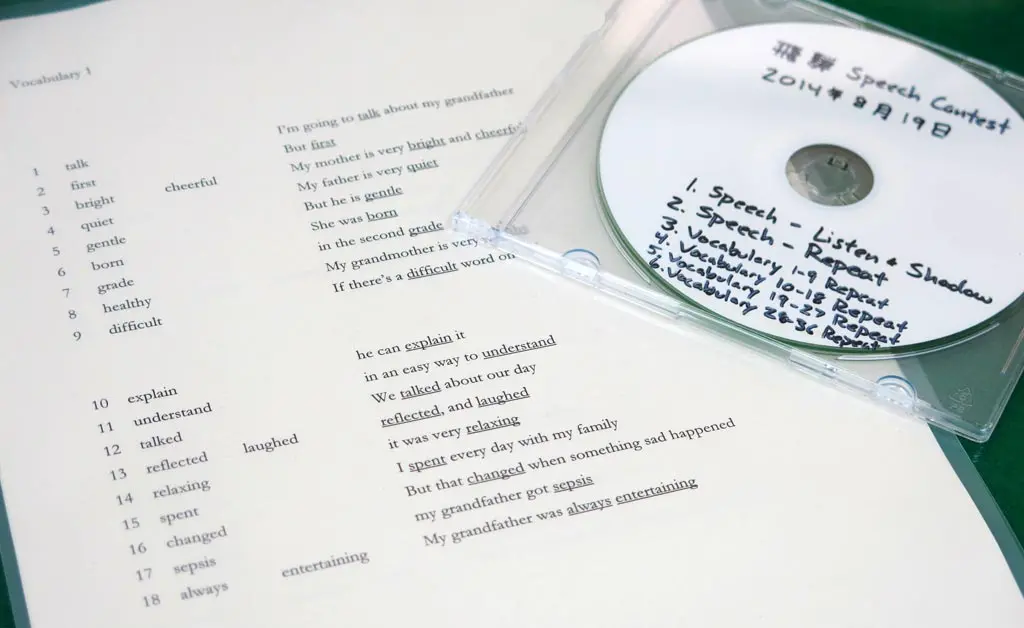 Vocabulary 1
1 talk I'm going to talk about my grandfather
2 first But first
3 bright cheerful My mother is very bright and cheerful
4 quiet My father is very quiet
5 gentle But he is gentle
6 born She was born
7 grade in the second grade
8 healthy My grandmother is very
9 difficult If there's a difficult word on
10 explain he can explain it
11 understand in an easy way to understand
12 talked We talked about our day
13 reflected laughed reflected, and laughed
14 relaxing it was very relaxing
15 spent I spent every day with my family
16 changed But that changed when something sad happened
17 sepsis my grandfather got sepsis
18 always entertaining My grandfather was always entertaining
飛騨 Speech Contest
2014年8月19日
1. Speech - Listen & Shadow
2. Speech - Repeat
3. Vocabulary 1-9 Repeat
4. Vocabulary 10-18 Repeat
5. Vocabulary 19-27 Repeat
6. Vocabulary 28-36 Repeat